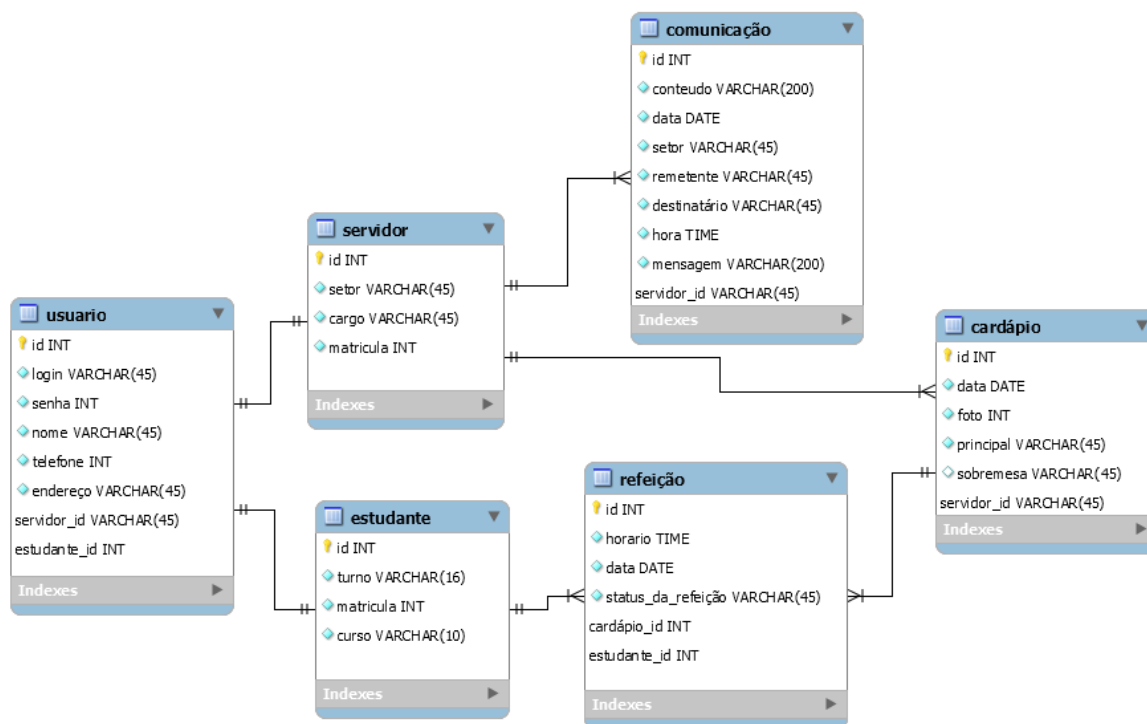 comunicação
id INT
conteudo VARCHAR(200)
data DATE
setor VARCHAR(45)
remetente VARCHAR(45)
destinatário VARCHAR(45)
hora TIME
mensagem VARCHAR(200)
servidor_id VARCHAR(45)
Indexes
servidor
id INT
setor VARCHAR(45)
cargo VARCHAR(45)
matricula INT
Indexes
usuario
id INT
login VARCHAR(45)
senha INT
nome VARCHAR(45)
telefone INT
endereço VARCHAR(45)
servidor_id VARCHAR(45)
estudante_id INT
Indexes
cardápio
id INT
data DATE
foto INT
principal VARCHAR(45)
sobremesa VARCHAR(45)
servidor_id VARCHAR(45)
Indexes
estudante
id INT
turno VARCHAR(16)
matricula INT
curso VARCHAR(10)
Indexes
refeição
id INT
horario TIME
data DATE
status_da_refeição VARCHAR(45)
cardápio_id INT
estudante_id INT
Indexes